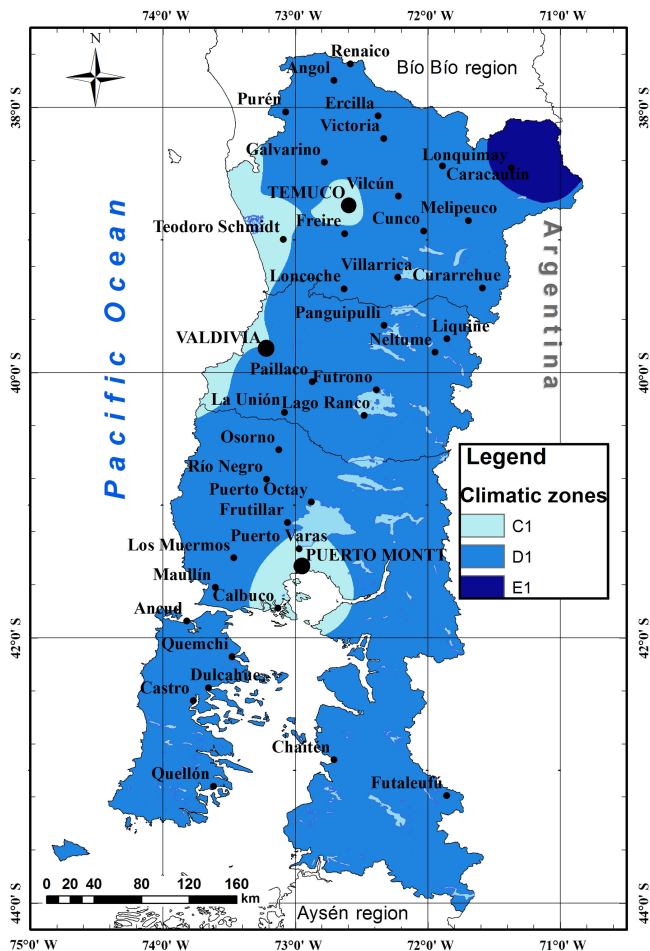 74°0' W
73°0' W
72°0' W
71°0' W
N
Renaico
Bío Bío region
Angol
38°0' S
38°0' S
Purén
Ercilla
Victoria
Galvarino
Lonquimay
Caracautín
Vilcún
TEMUCO
Melipeuco
Cunco
Freire
Teodoro Schmidt
Villarrica
Curarrehue
Loncoche
Panguipulli
Liquiñe
Neltume
VALDIVIA
Argentina
Pacific Ocean
40°0' S
40°0' S
Paillaco
Futrono
La Unión
Lago Ranco
Osorno
Río Negro
Puerto Octay
Frutillar
Puerto Varas
Los Muermos
PUERTO MONTT
Maullín
Calbuco
Ancud
Legend
Climatic zones
C1
D1
E1
42°0' S
42°0' S
Quemchi
Dulcahue
Castro
Chaitén
Quellón
Futaleufú
0 20 40 80 120 160
km
44°0' S
44°0' S
Aysén region
75°0' W
74°0' W
73°0' W
72°0' W
71°0' W